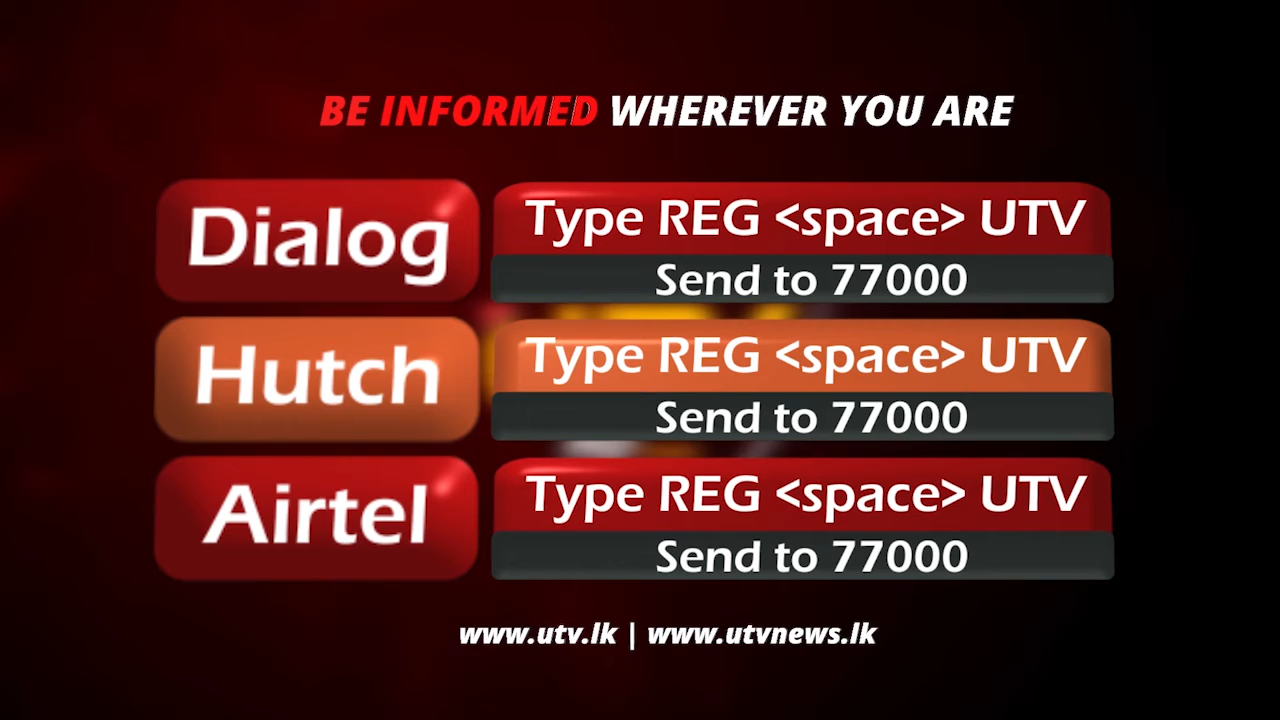 BE INFORMED WHEREVER YOU ARE
Dialog
Type REG <space> UTV
Send to 77000
Hutch
Type REG <space> UTV
Send to 77000
Airtel
Type REG <space> UTV
Send to 77000
www.utv.lk | www.utvnews.lk